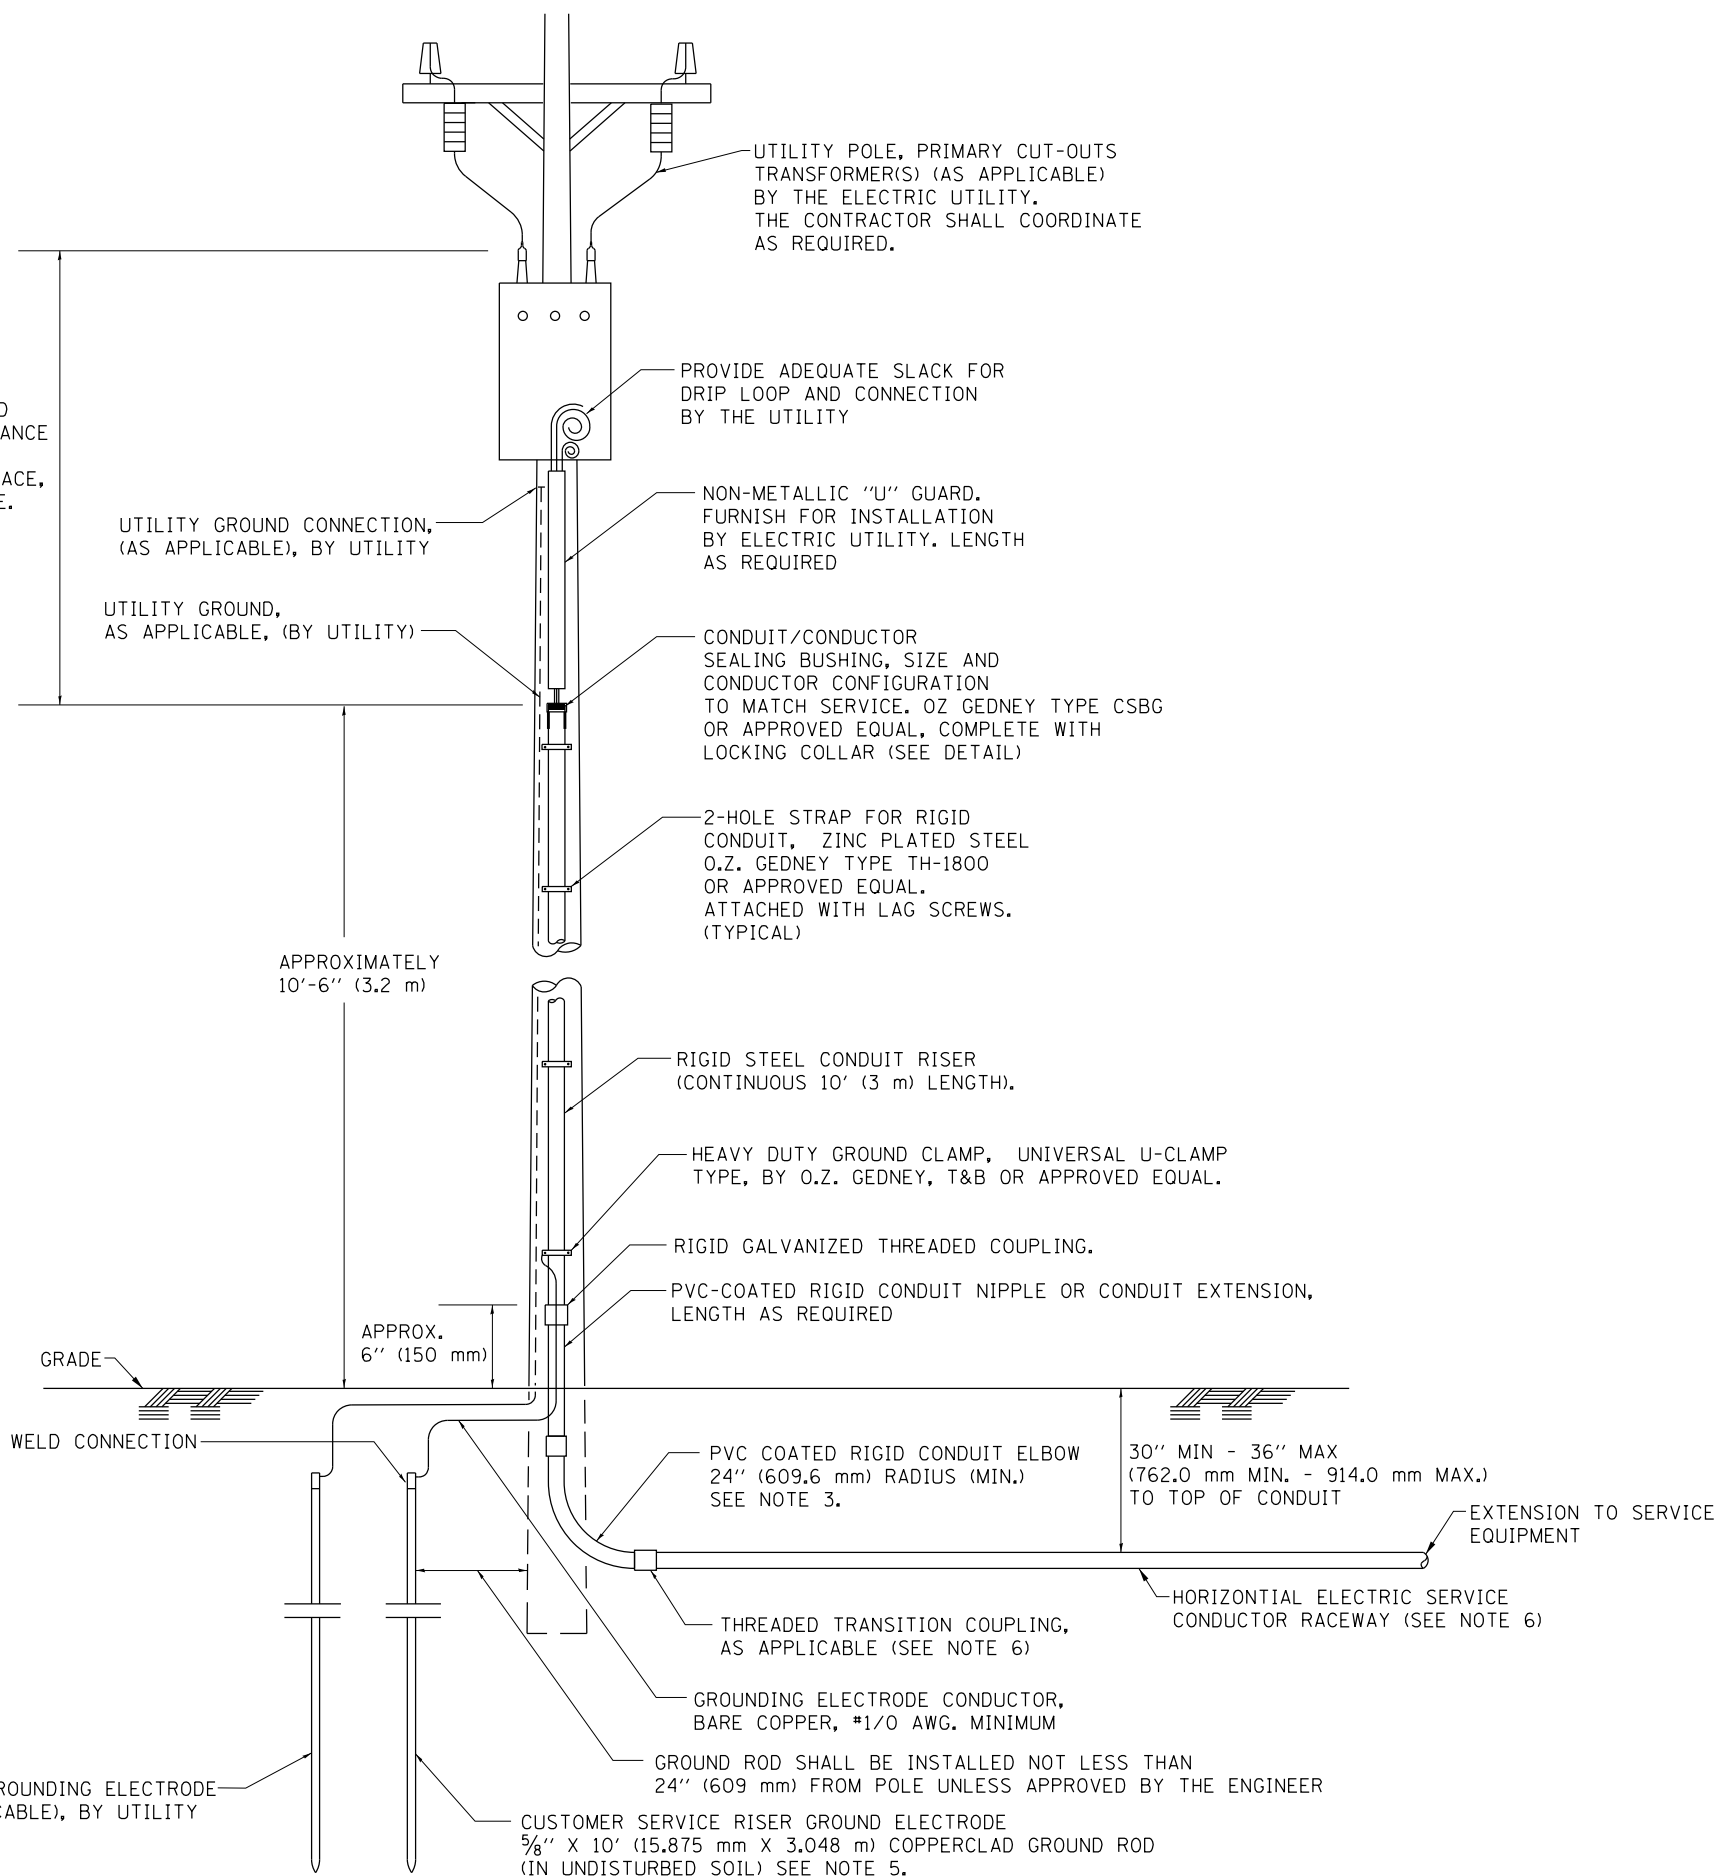 UTILITY POLE, PRIMARY CUT-OUTS
TRANSFORMER(S) (AS APPLICABLE)
BY THE ELECTRIC UTILITY.
THE CONTRACTOR SHALL COORDINATE
AS REQUIRED.
PROVIDE ADEQUATE SLACK FOR
DRIP LOOP AND CONNECTION
BY THE UTILITY
NON-METALLIC "U" GUARD.
FURNISH FOR INSTALLATION
BY ELECTRIC UTILITY. LENGTH
AS REQUIRED
UTILITY GROUND CONNECTION,
(AS APPLICABLE), BY UTILITY
UTILITY GROUND,
AS APPLICABLE, (BY UTILITY)
CONDUIT/CONDUCTOR
SEALING BUSHING, SIZE AND
CONDUCTOR CONFIGURATION
TO MATCH SERVICE. OZ GEDNEY TYPE CSBG
OR APPROVED EQUAL, COMPLETE WITH
LOCKING COLLAR (SEE DETAIL)
2-HOLE STRAP FOR RIGID
CONDUIT, ZINC PLATED STEEL
O.Z. GEDNEY TYPE TH-1800
OR APPROVED EQUAL.
ATTACHED WITH LAG SCREWS.
(TYPICAL)
APPROXIMATELY
10'-6'' (3.2 m)
RIGID STEEL CONDUIT RISER
(CONTINUOUS 10' (3 m) LENGTH).
HEAVY DUTY GROUND CLAMP, UNIVERSAL U-CLAMP
TYPE, BY O.Z. GEDNEY, T&B OR APPROVED EQUAL.
RIGID GALVANIZED THREADED COUPLING.
PVC-COATED RIGID CONDUIT NIPPLE OR CONDUIT EXTENSION,
LENGTH AS REQUIRED
APPROX.
6'' (150 mm)
GRADE
WELD CONNECTION
PVC COATED RIGID CONDUIT ELBOW
24'' (609.6 mm) RADIUS (MIN.)
SEE NOTE 3.
30'' MIN - 36'' MAX
(762.0 mm MIN. - 914.0 mm MAX.)
TO TOP OF CONDUIT
EXTENSION TO SERVICE
EQUIPMENT
HORIZONTIAL ELECTRIC SERVICE
CONDUCTOR RACEWAY (SEE NOTE 6)
THREADED TRANSITION COUPLING,
AS APPLICABLE (SEE NOTE 6)
GROUNDING ELECTRODE CONDUCTOR,
BARE COPPER, #1/0 AWG. MINIMUM
GROUND ROD SHALL BE INSTALLED NOT LESS THAN
24'' (609 mm) FROM POLE UNLESS APPROVED BY THE ENGINEER
ELECTRODE
BY UTILITY
CUSTOMER SERVICE RISER GROUND ELECTRODE
5/8'' X 10' (15.875 mm X 3.048 m) COPPERCLAD GROUND ROD
(IN UNDISTURBED SOIL) SEE NOTE 5.